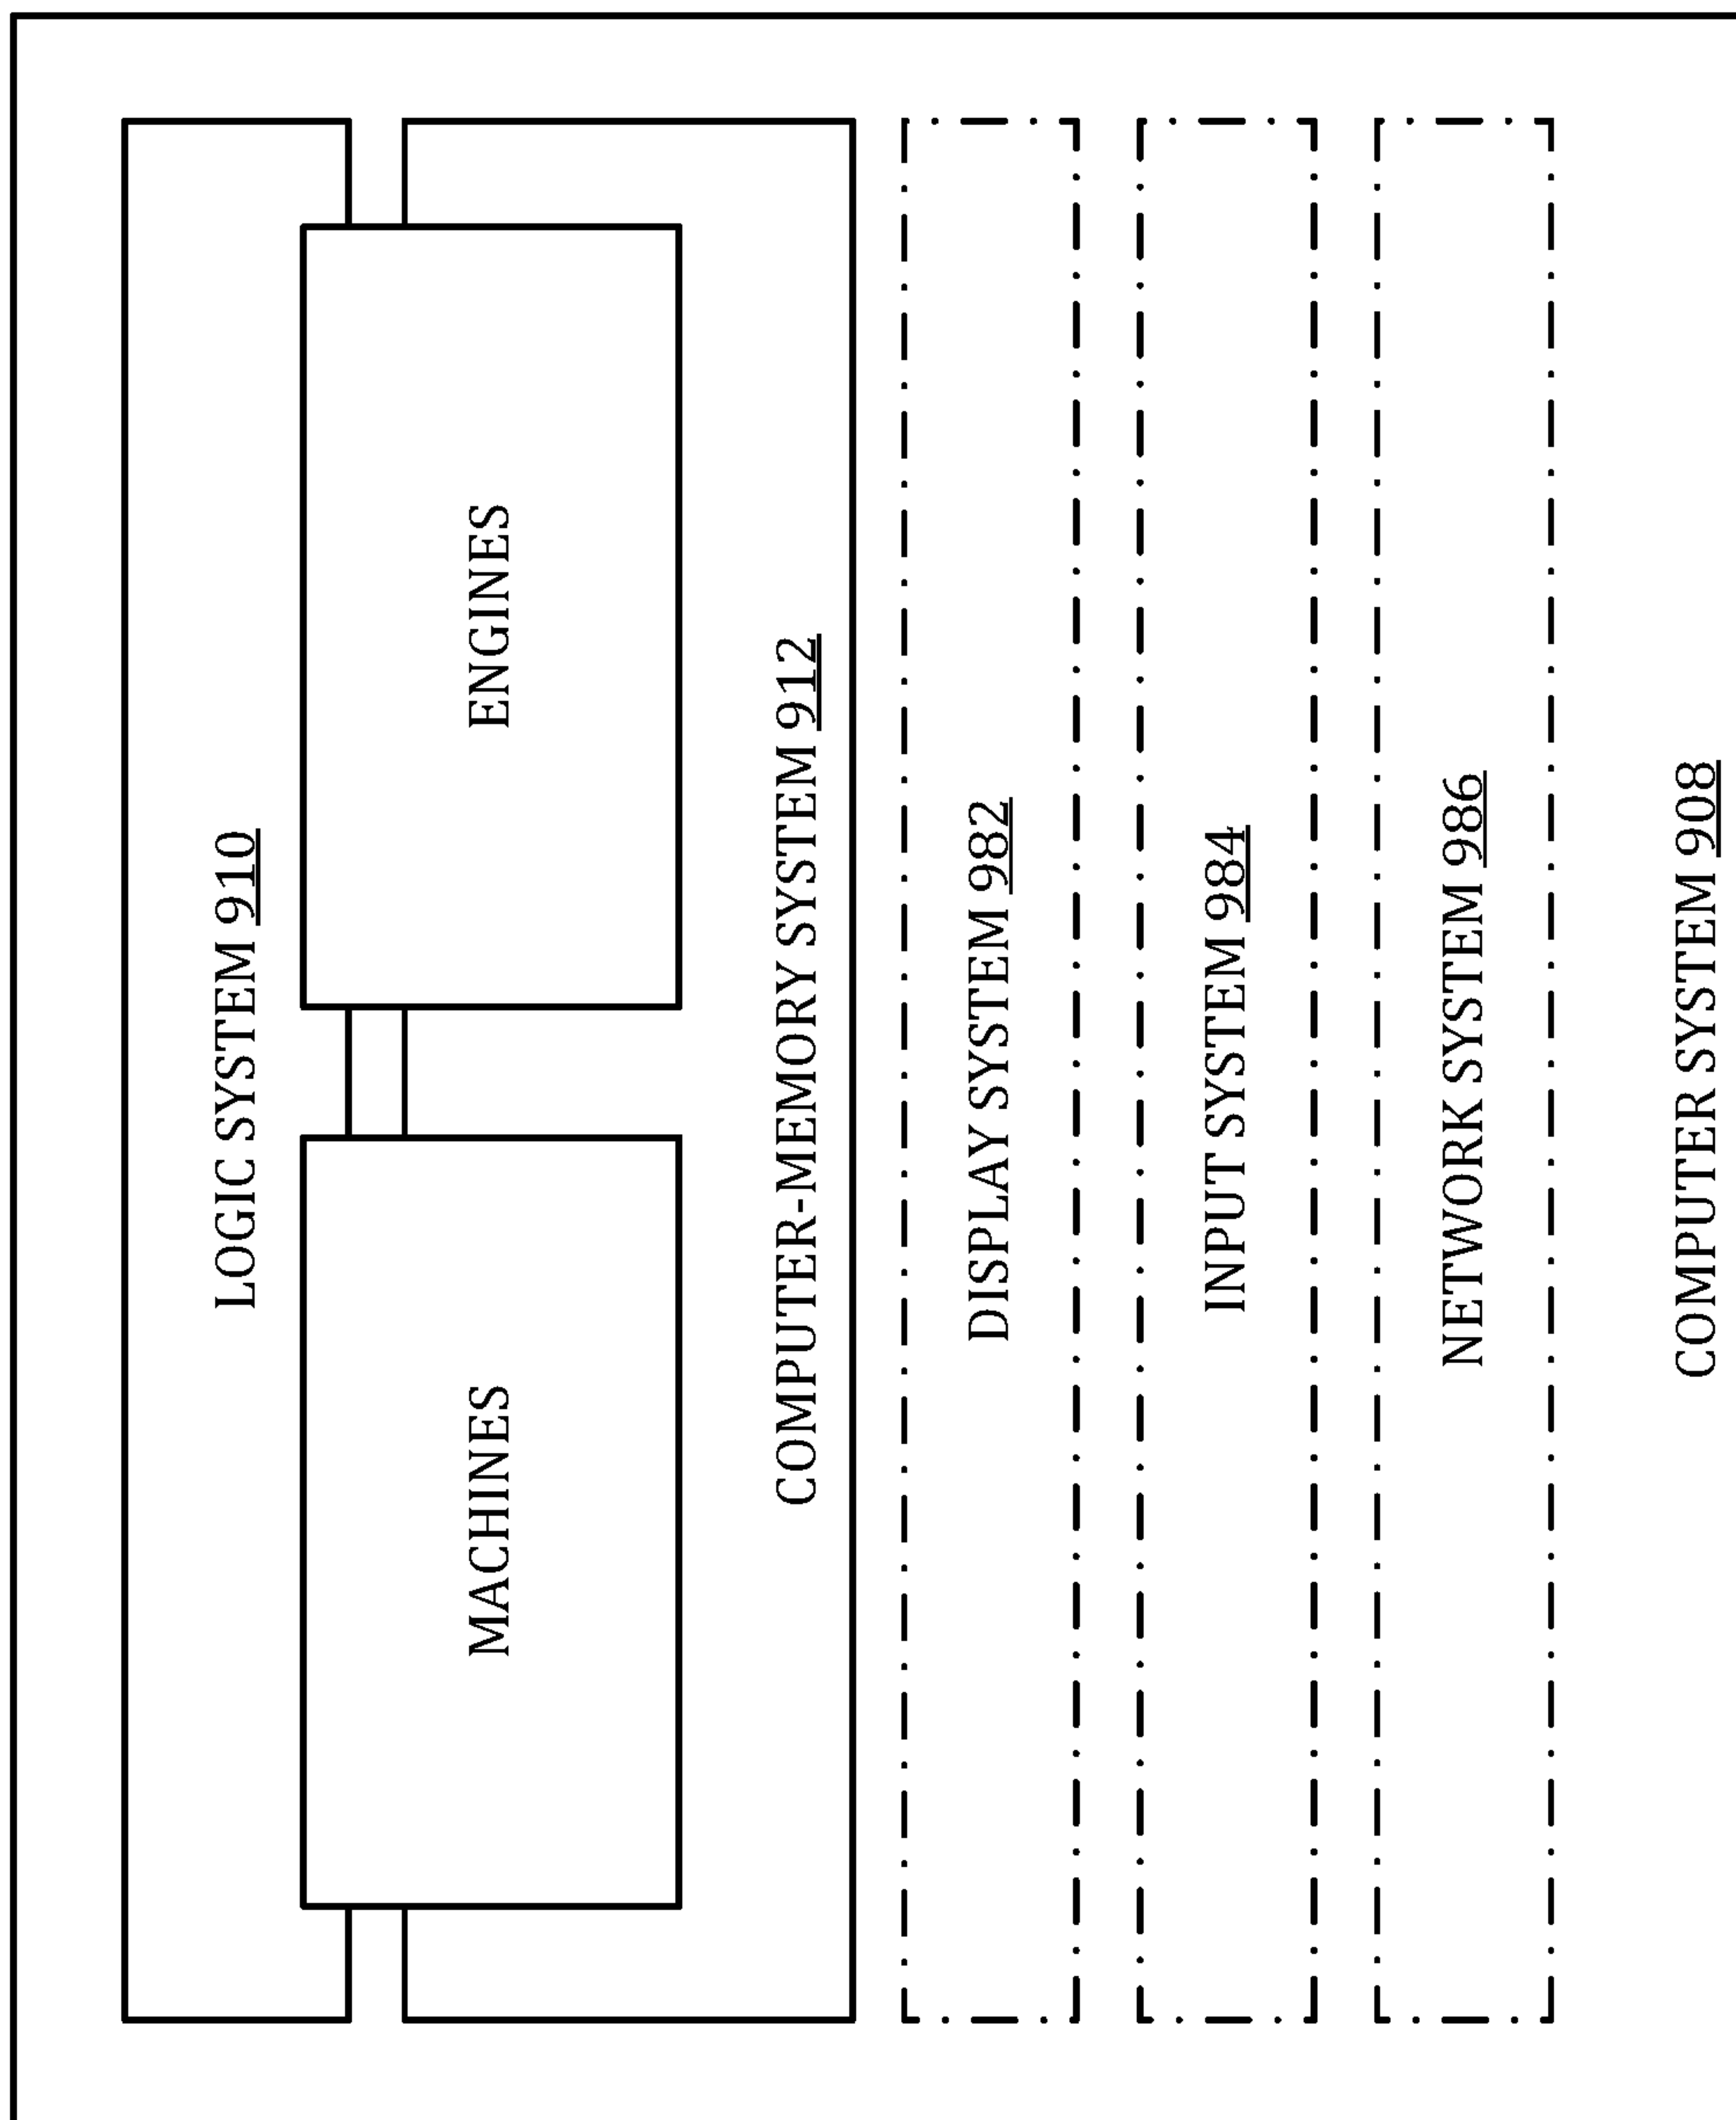 LOGIC SYSTEM 910
MACHINES
ENGINES
COMPUTER-MEMORY SYSTEM 912
DISPLAY SYSTEM 982
INPUT SYSTEM 984
NETWORK SYSTEM 986
COMPUTER SYSTEM 908